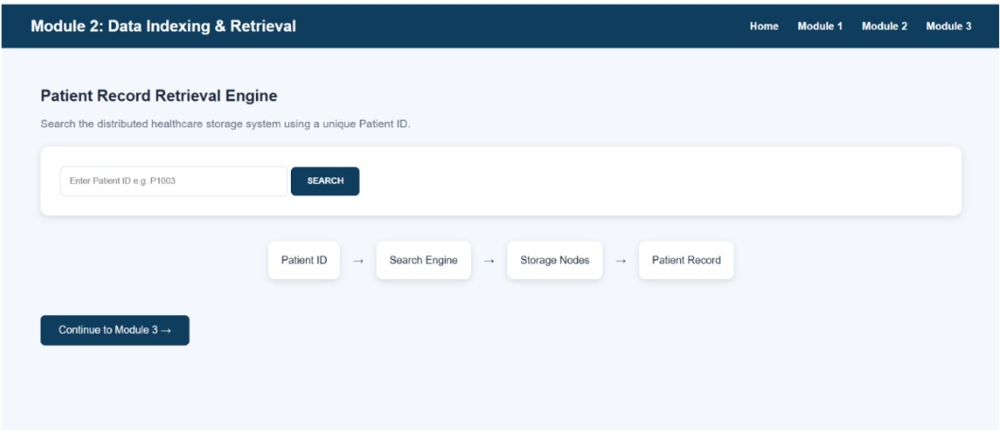 Module 2: Data Indexing & Retrieval
Home Module 1 Module 2 Module 3
Patient Record Retrieval Engine
Search the distributed healthcare storage system using a unique Patient ID.
Enter Patient ID e.g. P1003 SEARCH
Patient ID → Search Engine → Storage Nodes → Patient Record
Continue to Module 3 →